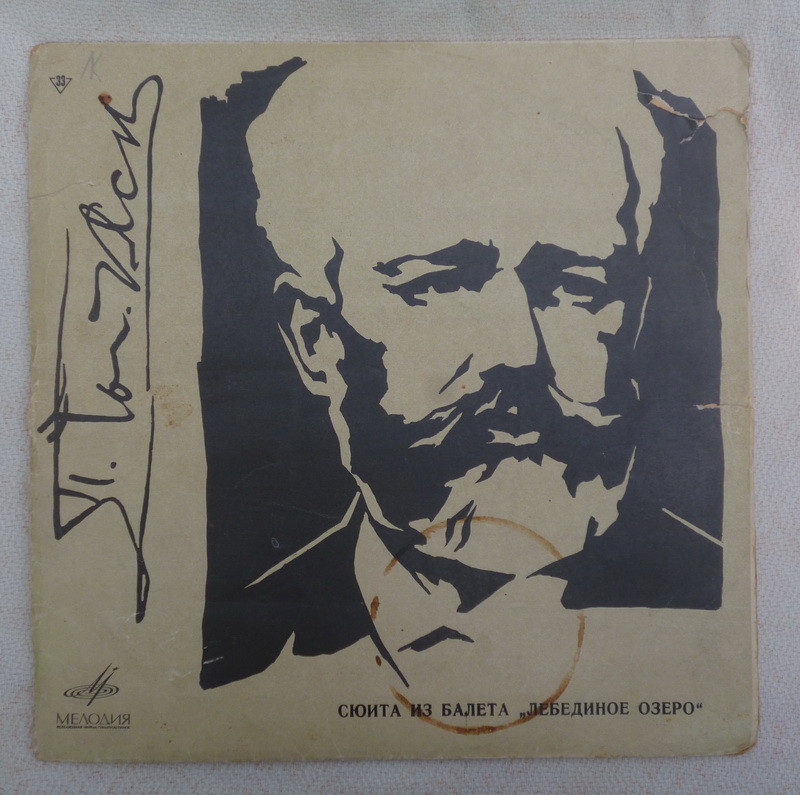 33
МЕЛОДИЯ
СЮИТА ИЗ БАЛЕТА „ЛЕБЕДИНОЕ ОЗЕРО“